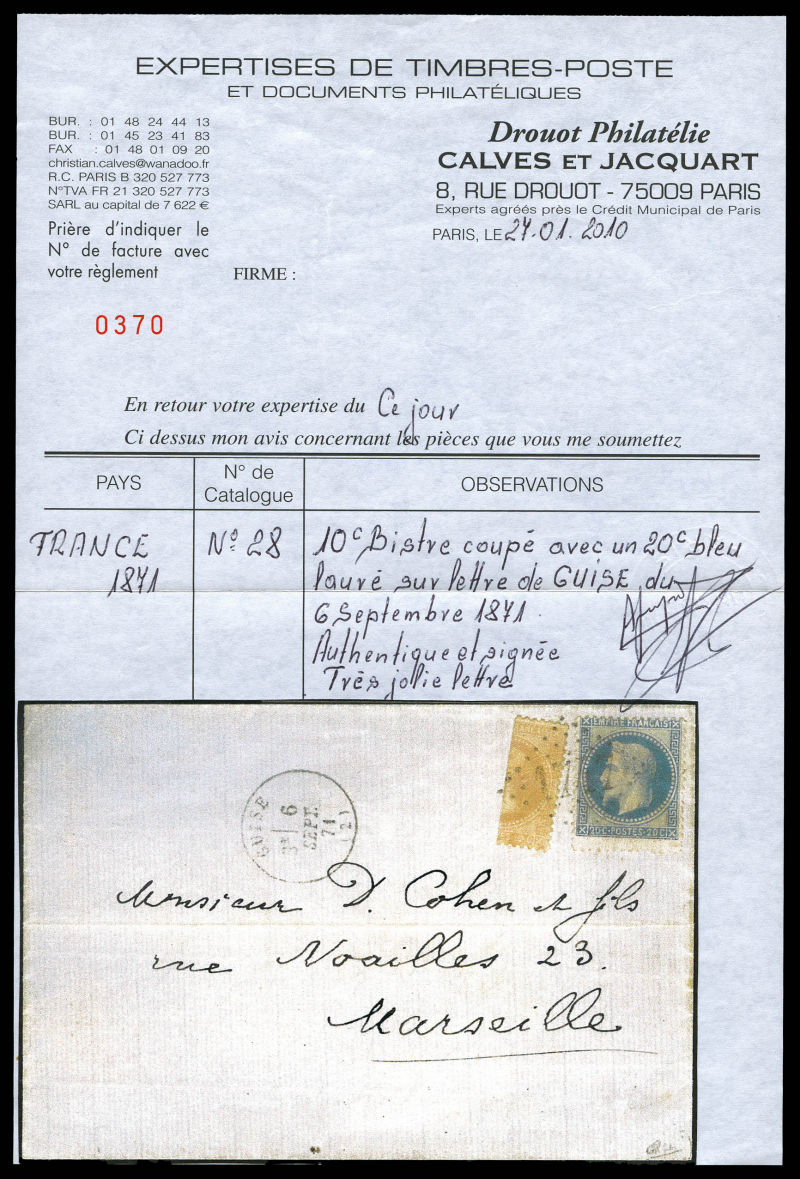 EXPERTISES DE TIMBRES-POSTE
ET DOCUMENTS PHILATÉLIQUES
BUR. : 01 48 24 44 13
BUR. : 01 45 23 41 83
FAX : 01 48 01 09 20
christian.calves@wanadoo.fr
R.C. PARIS B 320 527 773
N°TVA FR 21 320 527 773
SARL au capital de 7 622 €
Prière d'indiquer le
N° de facture avec
votre règlement
Drouot Philatélie
CALVES ET JACQUART
8, RUE DROUOT - 75009 PARIS
Experts agréés près le Crédit Municipal de Paris
PARIS, LE 27.01.2010
FIRME :
0370
En retour votre expertise du Ce jour
Ci dessus mon avis concernant les pièces que vous me soumettez
PAYS N° de Catalogue OBSERVATIONS
FRANCE
1871
N° 28
10c Bistre coupé avec un 20c bleu
lauré sur lettre de GUISE du
6 Septembre 1871.
Authentique et signée
Très jolie lettre
EMPIRE FRANÇAIS
20C POSTES 20C
GUISE
6
SEPT.
71
(2)
Monsieur D. Cohen et fils
rue Noailles 23.
Marseille